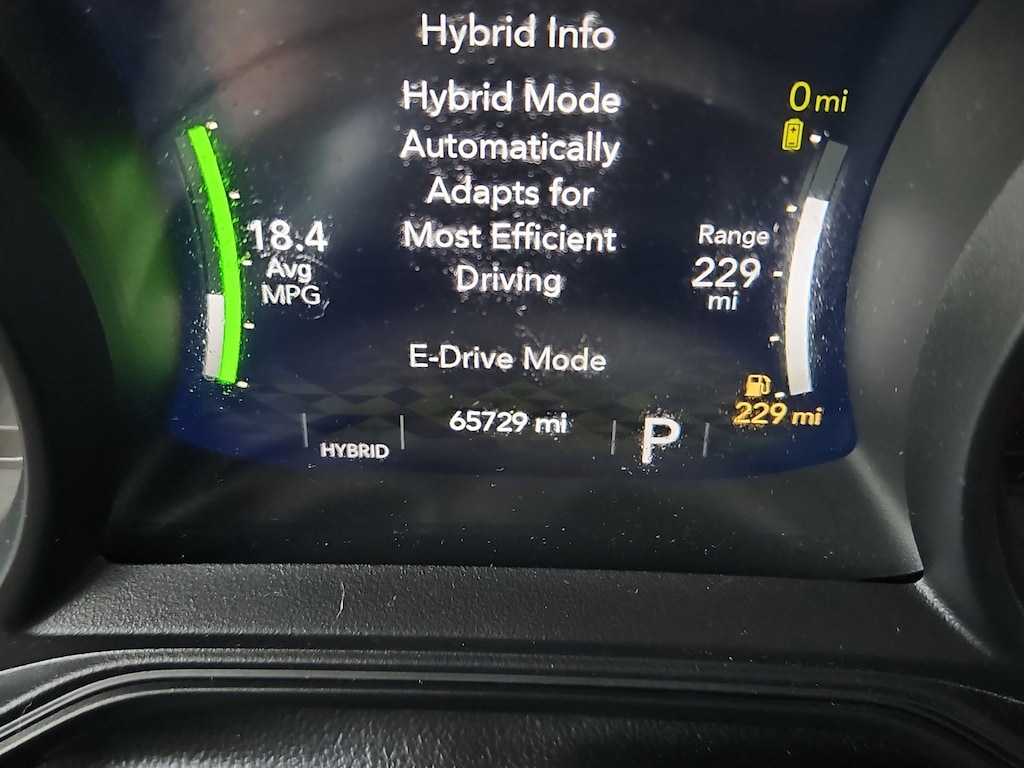 Hybrid Info
Hybrid Mode
Automatically
Adapts for
Most Efficient
Driving
E-Drive Mode
0 mi
18.4
Avg
MPG
Range
229
mi
229 mi
HYBRID
65729 mi
P